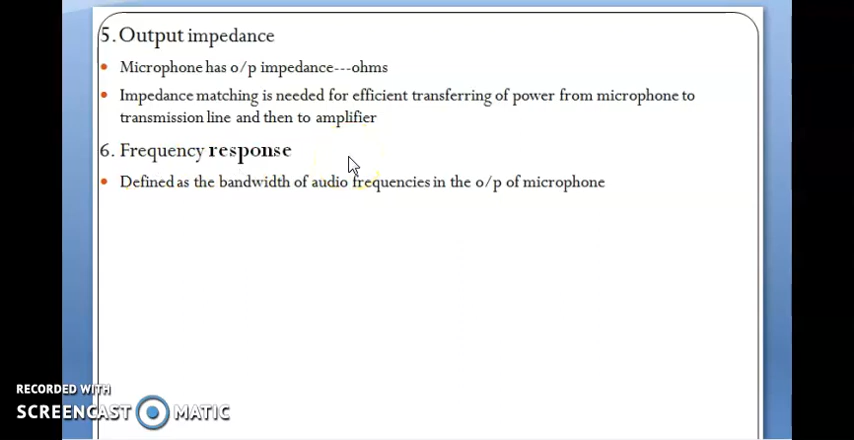 5. Output impedance
• Microphone has o/p impedance---ohms
• Impedance matching is needed for efficient transferring of power from microphone to
transmission line and then to amplifier
6. Frequency response
• Defined as the bandwidth of audio frequencies in the o/p of microphone
RECORDED WITH
SCREENCAST MATIC